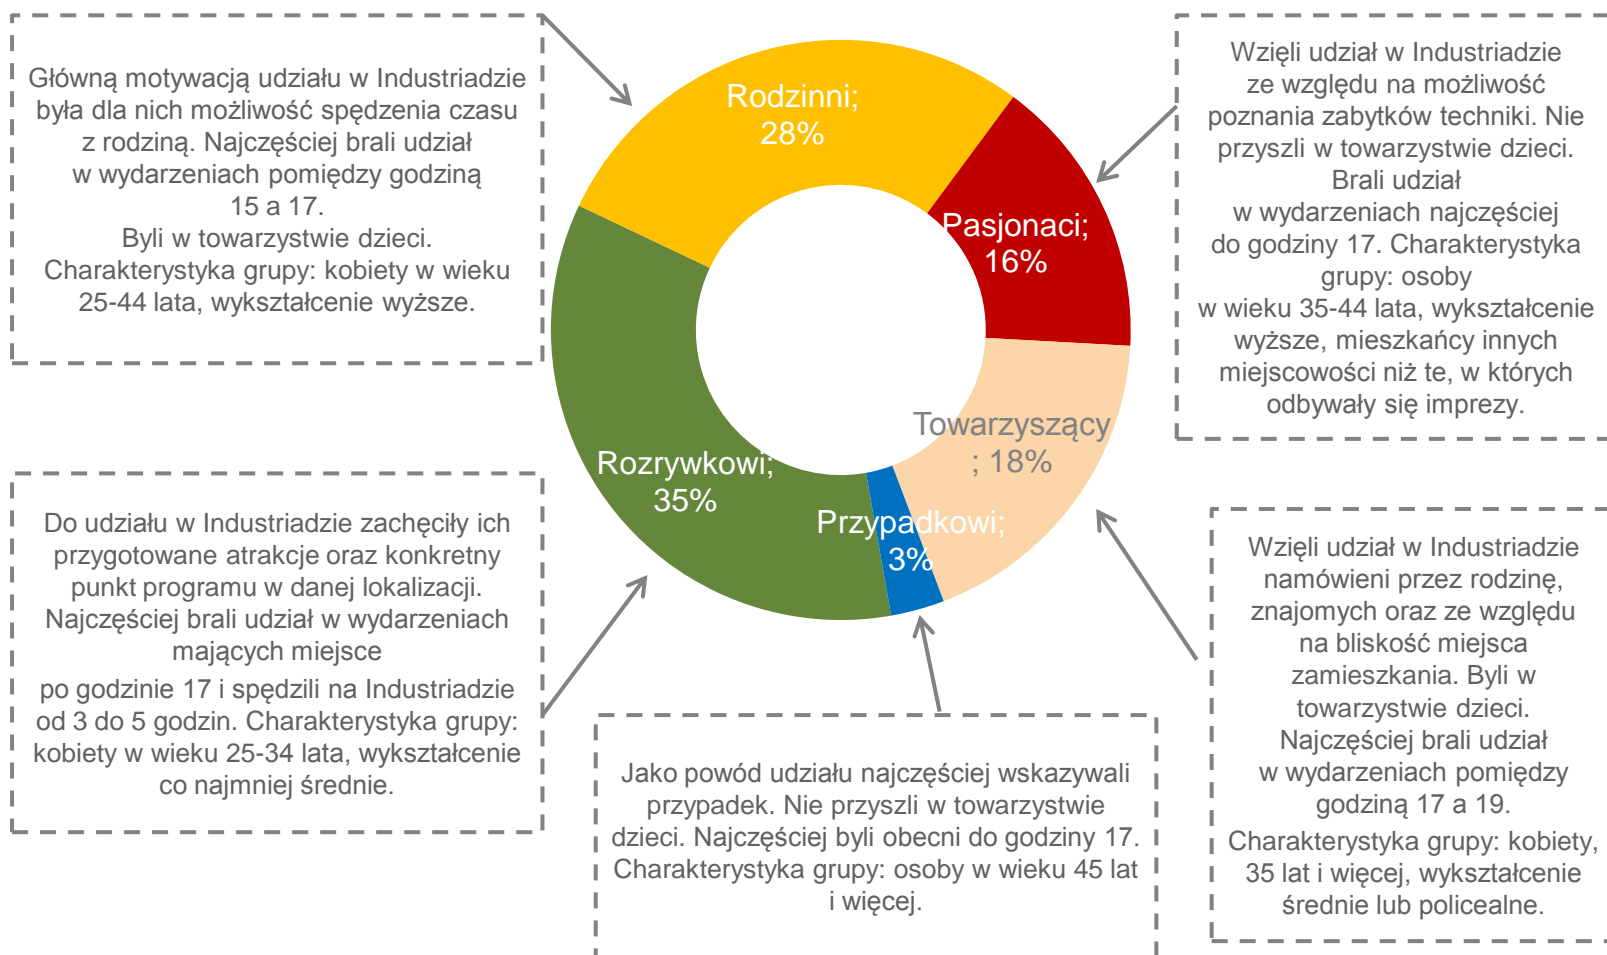 Główną motywacją udziału w Industriadzie
była dla nich możliwość spędzenia czasu
z rodziną. Najczęściej brali udział
w wydarzeniach pomiędzy godziną
15 a 17.
Byli w towarzystwie dzieci.
Charakterystyka grupy: kobiety w wieku
25-44 lata, wykształcenie wyższe.
Rodzinni;
28%
Pasjonaci;
16%
Towarzyszący
; 18%
Przypadkowi;
3%
Rozrywkowi;
35%
Wzięli udział w Industriadzie
ze względu na możliwość
poznania zabytków techniki. Nie
przyszli w towarzystwie dzieci.
Brali udział
w wydarzeniach najczęściej
do godziny 17. Charakterystyka
grupy: osoby
w wieku 35-44 lata, wykształcenie
wyższe, mieszkańcy innych
miejscowości niż te, w których
odbywały się imprezy.
Do udziału w Industriadzie zachęciły ich
przygotowane atrakcje oraz konkretny
punkt programu w danej lokalizacji.
Najczęściej brali udział w wydarzeniach
mających miejsce
po godzinie 17 i spędzili na Industriadzie
od 3 do 5 godzin. Charakterystyka grupy:
kobiety w wieku 25-34 lata, wykształcenie
co najmniej średnie.
Jako powód udziału najczęściej wskazywali
przypadek. Nie przyszli w towarzystwie
dzieci. Najczęściej byli obecni do godziny 17.
Charakterystyka grupy: osoby w wieku 45 lat
i więcej.
Wzięli udział w Industriadzie
namówieni przez rodzinę,
znajomych oraz ze względu
na bliskość miejsca
zamieszkania. Byli w
towarzystwie dzieci.
Najczęściej brali udział
w wydarzeniach pomiędzy
godziną 17 a 19.
Charakterystyka grupy: kobiety,
35 lat i więcej, wykształcenie
średnie lub policealne.